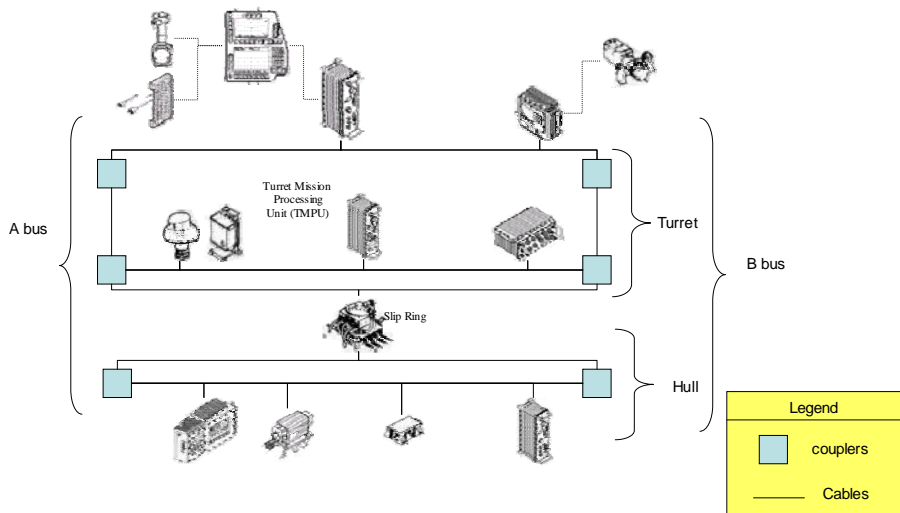 Turret Mission
Processing
Unit (TMPU)
A bus
Turret
B bus
Slip Ring
Hull
Legend
couplers
Cables